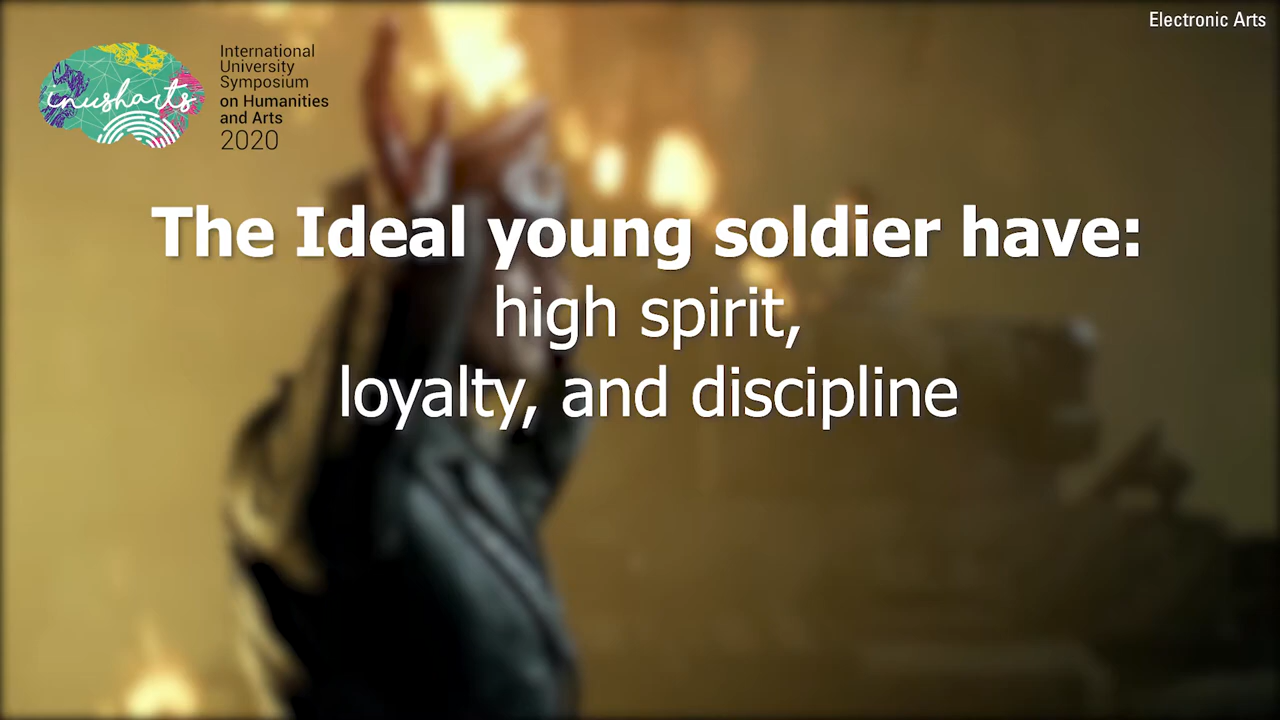 Electronic Arts
inusharts
International
University
Symposium
on Humanities
and Arts
2020
The Ideal young soldier have:
high spirit,
loyalty, and discipline